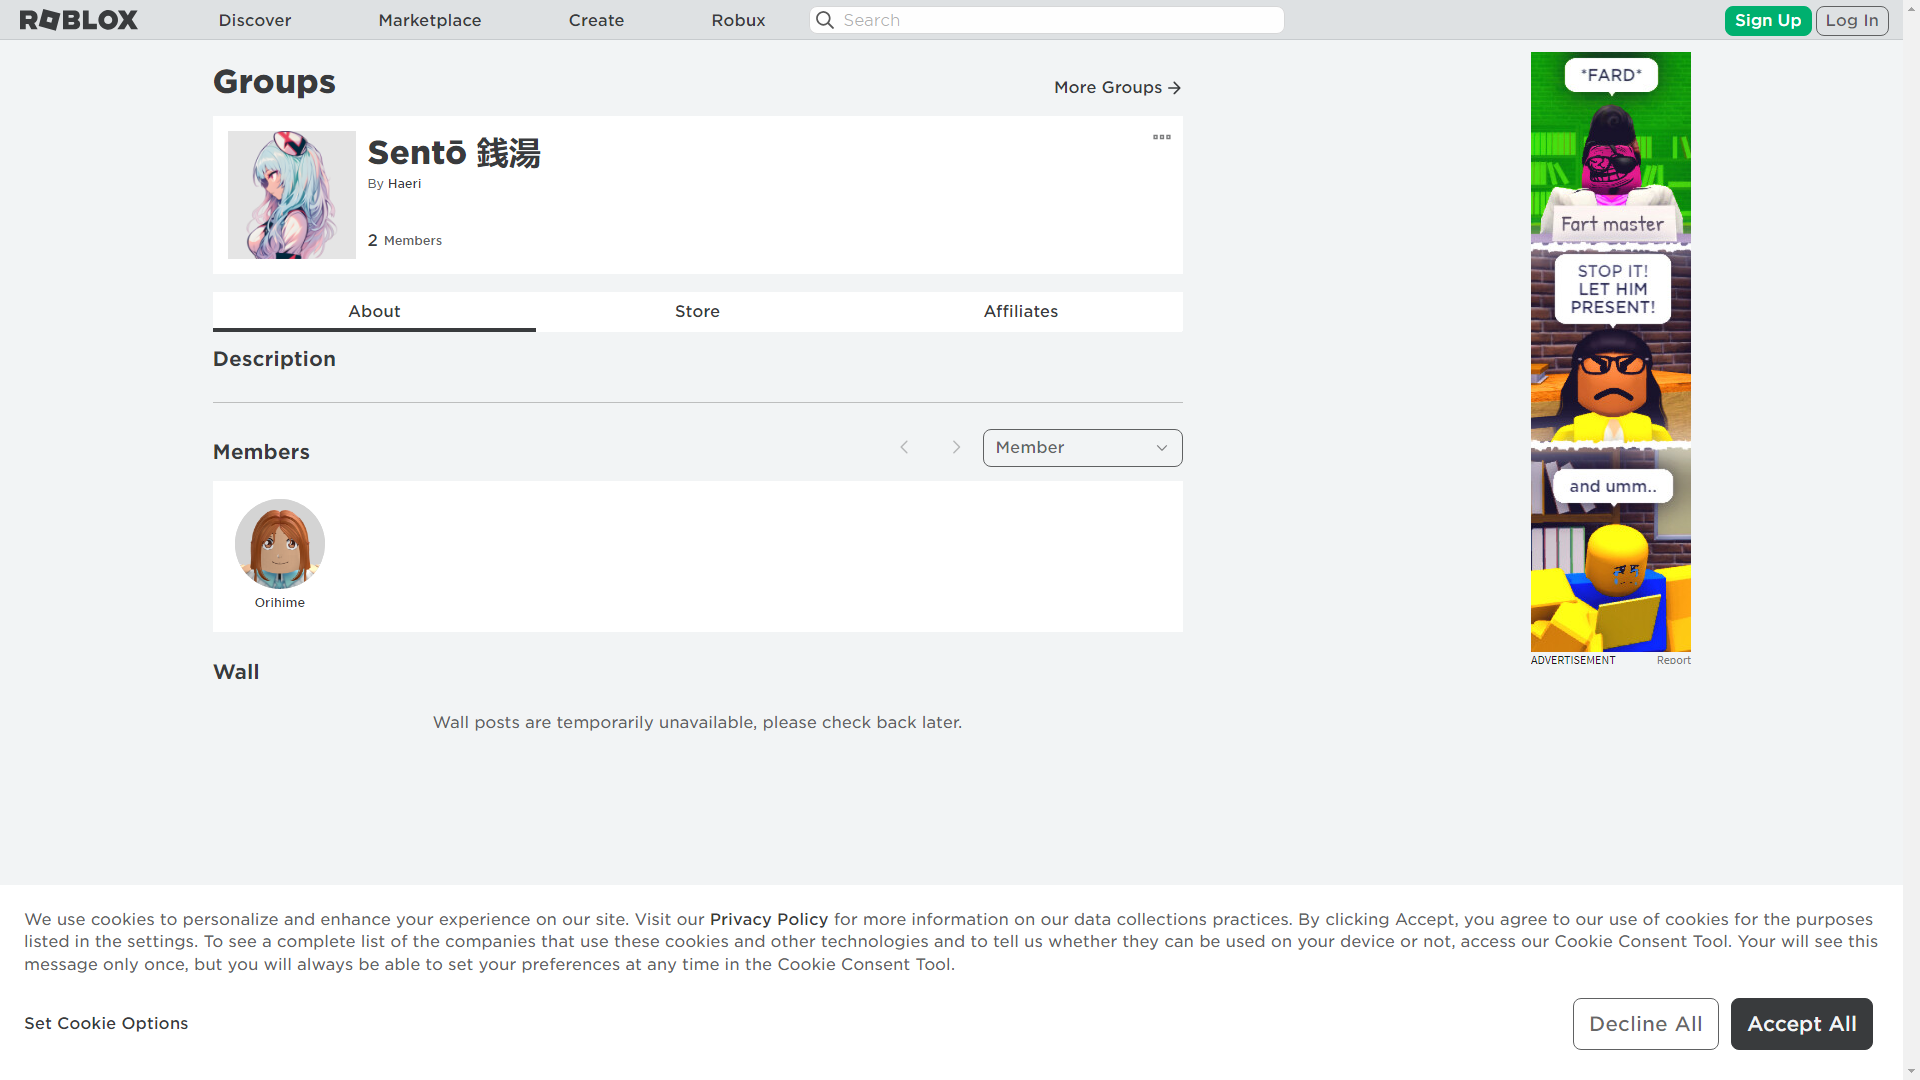 ROBLOX
Discover
Marketplace
Create
Robux
Search
Sign Up
Log In
Groups
More Groups
Sentō 銭湯
By Haeri
2 Members
About
Store
Affiliates
Description
Members
Member
Orihime
Wall
Wall posts are temporarily unavailable, please check back later.
*FARD*
Fart master
STOP IT!
LET HIM
PRESENT!
and umm..
ADVERTISEMENT
Report
We use cookies to personalize and enhance your experience on our site. Visit our Privacy Policy for more information on our data collections practices. By clicking Accept, you agree to our use of cookies for the purposes
listed in the settings. To see a complete list of the companies that use these cookies and other technologies and to tell us whether they can be used on your device or not, access our Cookie Consent Tool. Your will see this
message only once, but you will always be able to set your preferences at any time in the Cookie Consent Tool.
Set Cookie Options
Decline All
Accept All